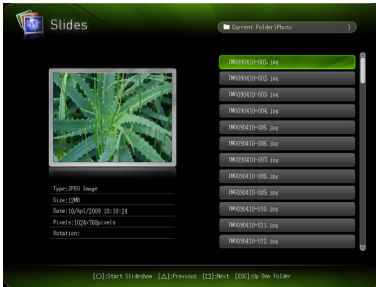 Slides
Current Folder)Photo )
IMG090410-001.jpg
IMG090410-002.jpg
IMG090410-003.jpg
IMG090410-004.jpg
IMG090410-005.jpg
IMG090410-006.jpg
IMG090410-007.jpg
IMG090410-008.jpg
IMG090410-009.jpg
IMG090410-010.jpg
IMG090410-011.jpg
IMG090410-012.jpg
Type:JPEG Image
Size:12MB
Date:10/Apl/2009 18:18:24
Pixels:1024x768pixels
Rotation:
[○]:Start Slideshow [△]:Previous [□]:Next [ESC]:Up One Folder